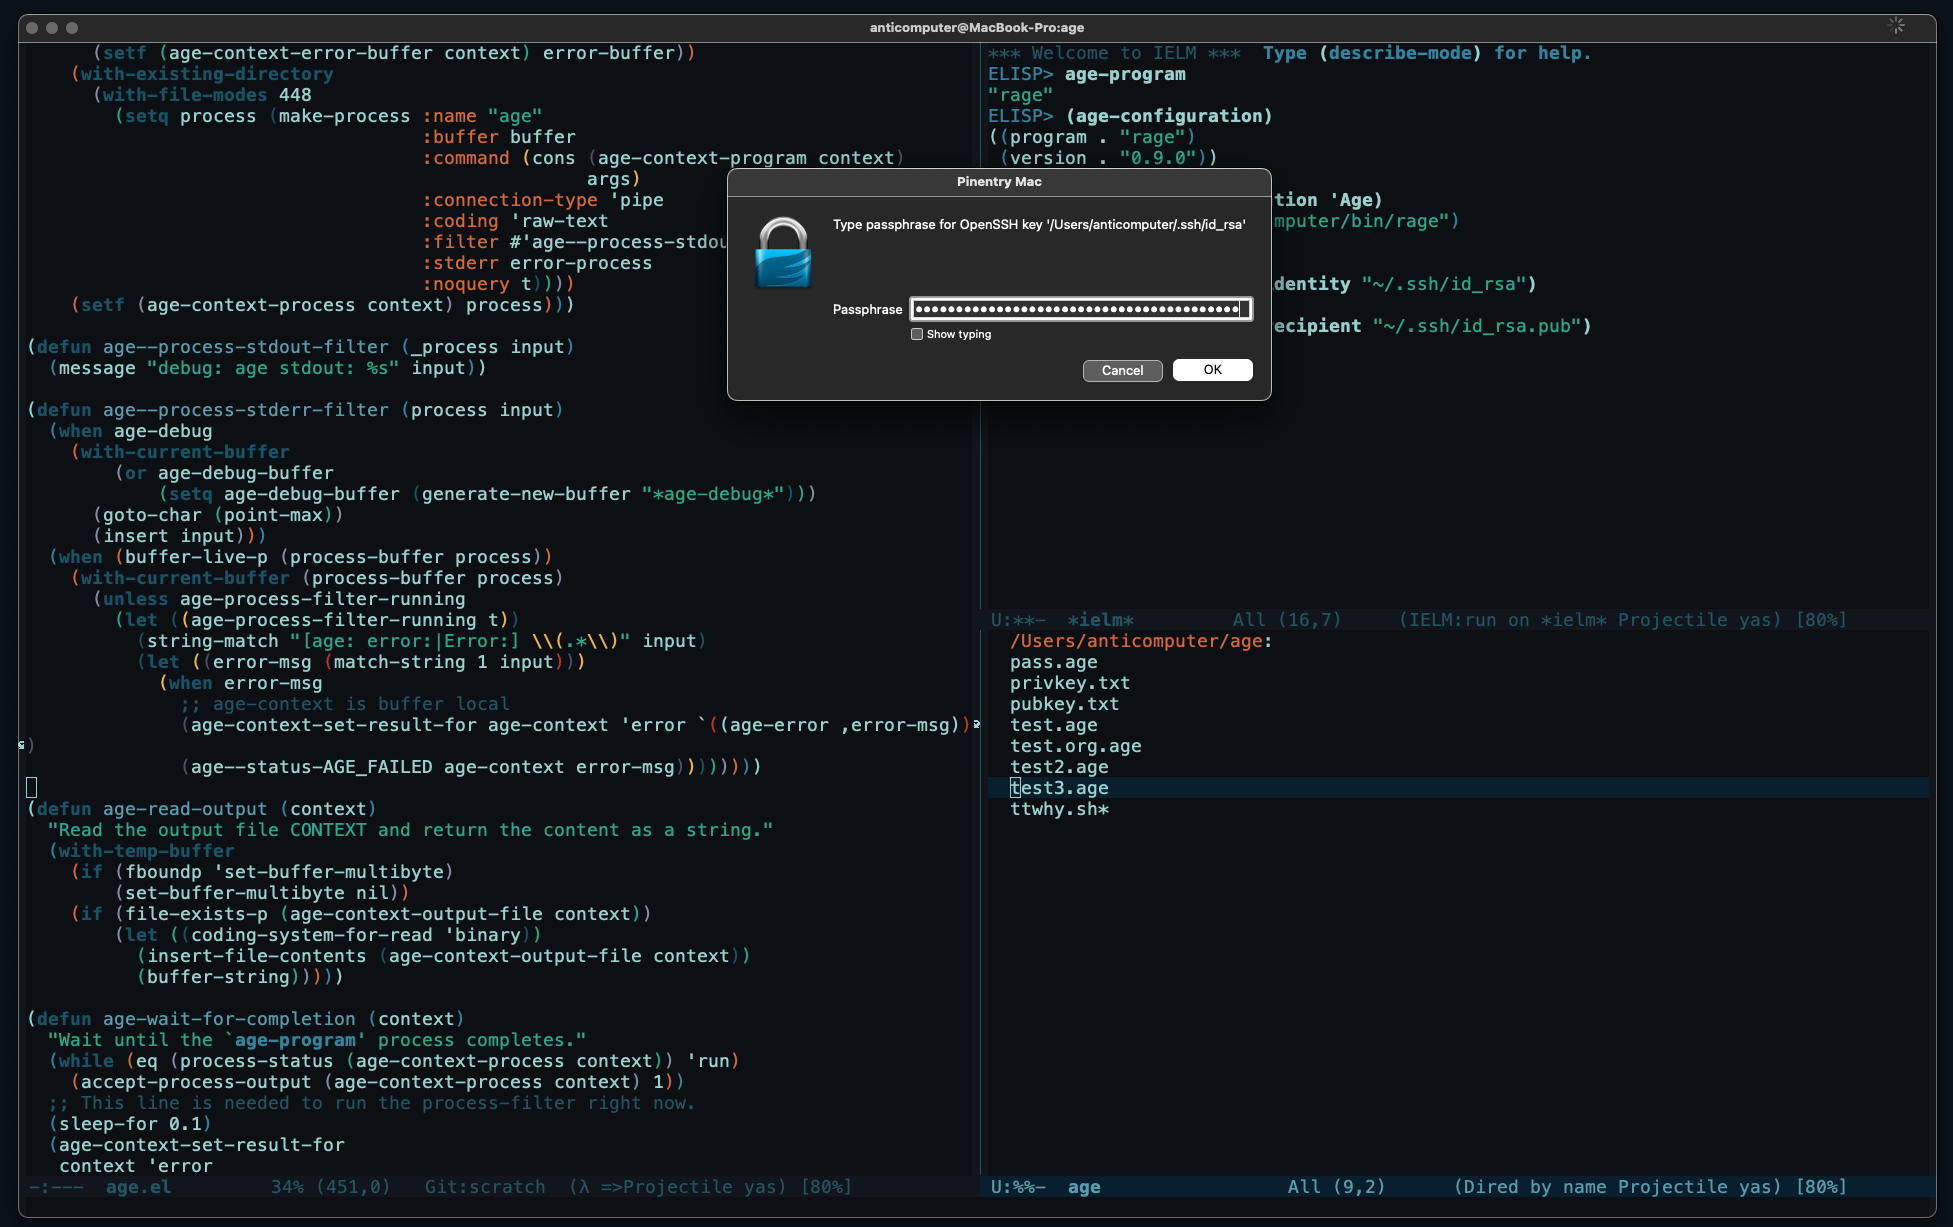 anticomputer@MacBook-Pro:age
(setf (age-context-error-buffer context) error-buffer))
(with-existing-directory
(with-file-modes 448
(setq process (make-process :name "age"
:buffer buffer
:command (cons (age-context-program context)
args)
:connection-type 'pipe
:coding 'raw-text
:filter #'age--process-stdou
:stderr error-process
:noquery t))))
(setf (age-context-process context) process)))
(defun age--process-stdout-filter (_process input)
(message "debug: age stdout: %s" input))
(defun age--process-stderr-filter (process input)
(when age-debug
(with-current-buffer
(or age-debug-buffer
(setq age-debug-buffer (generate-new-buffer "*age-debug*")))
(goto-char (point-max))
(insert input)))
(when (buffer-live-p (process-buffer process))
(with-current-buffer (process-buffer process)
(unless age-process-filter-running
(let ((age-process-filter-running t))
(string-match "[age: error:|Error:] \\(.*\\)" input)
(let ((error-msg (match-string 1 input)))
(when error-msg
;; age-context is buffer local
(age-context-set-result-for age-context 'error `((age-error ,error-msg))
)
(age--status-AGE_FAILED age-context error-msg))))))))
(defun age-read-output (context)
"Read the output file CONTEXT and return the content as a string."
(with-temp-buffer
(if (fboundp 'set-buffer-multibyte)
(set-buffer-multibyte nil))
(if (file-exists-p (age-context-output-file context))
(let ((coding-system-for-read 'binary))
(insert-file-contents (age-context-output-file context))
(buffer-string)))))
(defun age-wait-for-completion (context)
"Wait until the `age-program' process completes."
(while (eq (process-status (age-context-process context)) 'run)
(accept-process-output (age-context-process context) 1))
;; This line is needed to run the process-filter right now.
(sleep-for 0.1)
(age-context-set-result-for
context 'error
-:---  age.el 34% (451,0) Git:scratch (λ =>Projectile yas) [80%]
*** Welcome to IELM ***  Type (describe-mode) for help.
ELISP> age-program
"rage"
ELISP> (age-configuration)
((program . "rage")
(version . "0.9.0"))
tion 'Age)
mputer/bin/rage")
dentity "~/.ssh/id_rsa")
ecipient "~/.ssh/id_rsa.pub")
U:**-  *ielm* All (16,7) (IELM:run on *ielm* Projectile yas) [80%]
Pinentry Mac
Type passphrase for OpenSSH key '/Users/anticomputer/.ssh/id_rsa'
Passphrase
Show typing
Cancel
OK
/Users/anticomputer/age:
pass.age
privkey.txt
pubkey.txt
test.age
test.org.age
test2.age
test3.age
ttwhy.sh*
U:%%-  age All (9,2) (Dired by name Projectile yas) [80%]